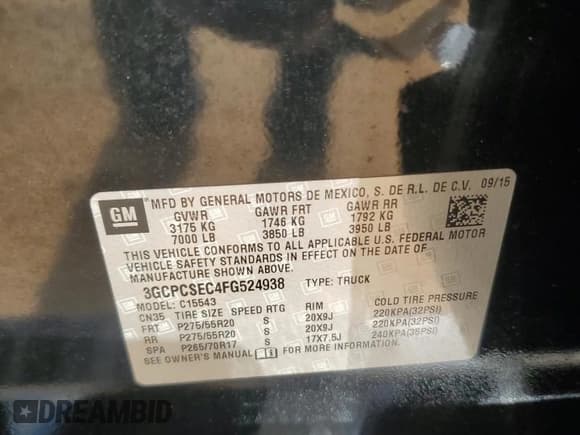 GM
MFD BY GENERAL MOTORS DE MEXICO, S. DE R.L. DE C.V. 09/15
GVWR GAWR FRT GAWR RR
3175 KG 1746 KG 1792 KG
7000 LB 3850 LB 3950 LB
THIS VEHICLE CONFORMS TO ALL APPLICABLE U.S. FEDERAL MOTOR
VEHICLE SAFETY STANDARDS IN EFFECT ON THE DATE OF
MANUFACTURE SHOWN ABOVE.
3GCPCSEC4FG524938 TYPE: TRUCK
MODEL: C15543
CN35 TIRE SIZE SPEED RTG RIM COLD TIRE PRESSURE
FRT P275/55R20 S 20X9J 220KPA(32PSI)
RR P275/55R20 S 20X9J 220KPA(32PSI)
SPA P265/70R17 S 17X7.5J 240KPA(35PSI)
SEE OWNER'S MANUAL FOR MORE INFORMATION.
DREAMBID